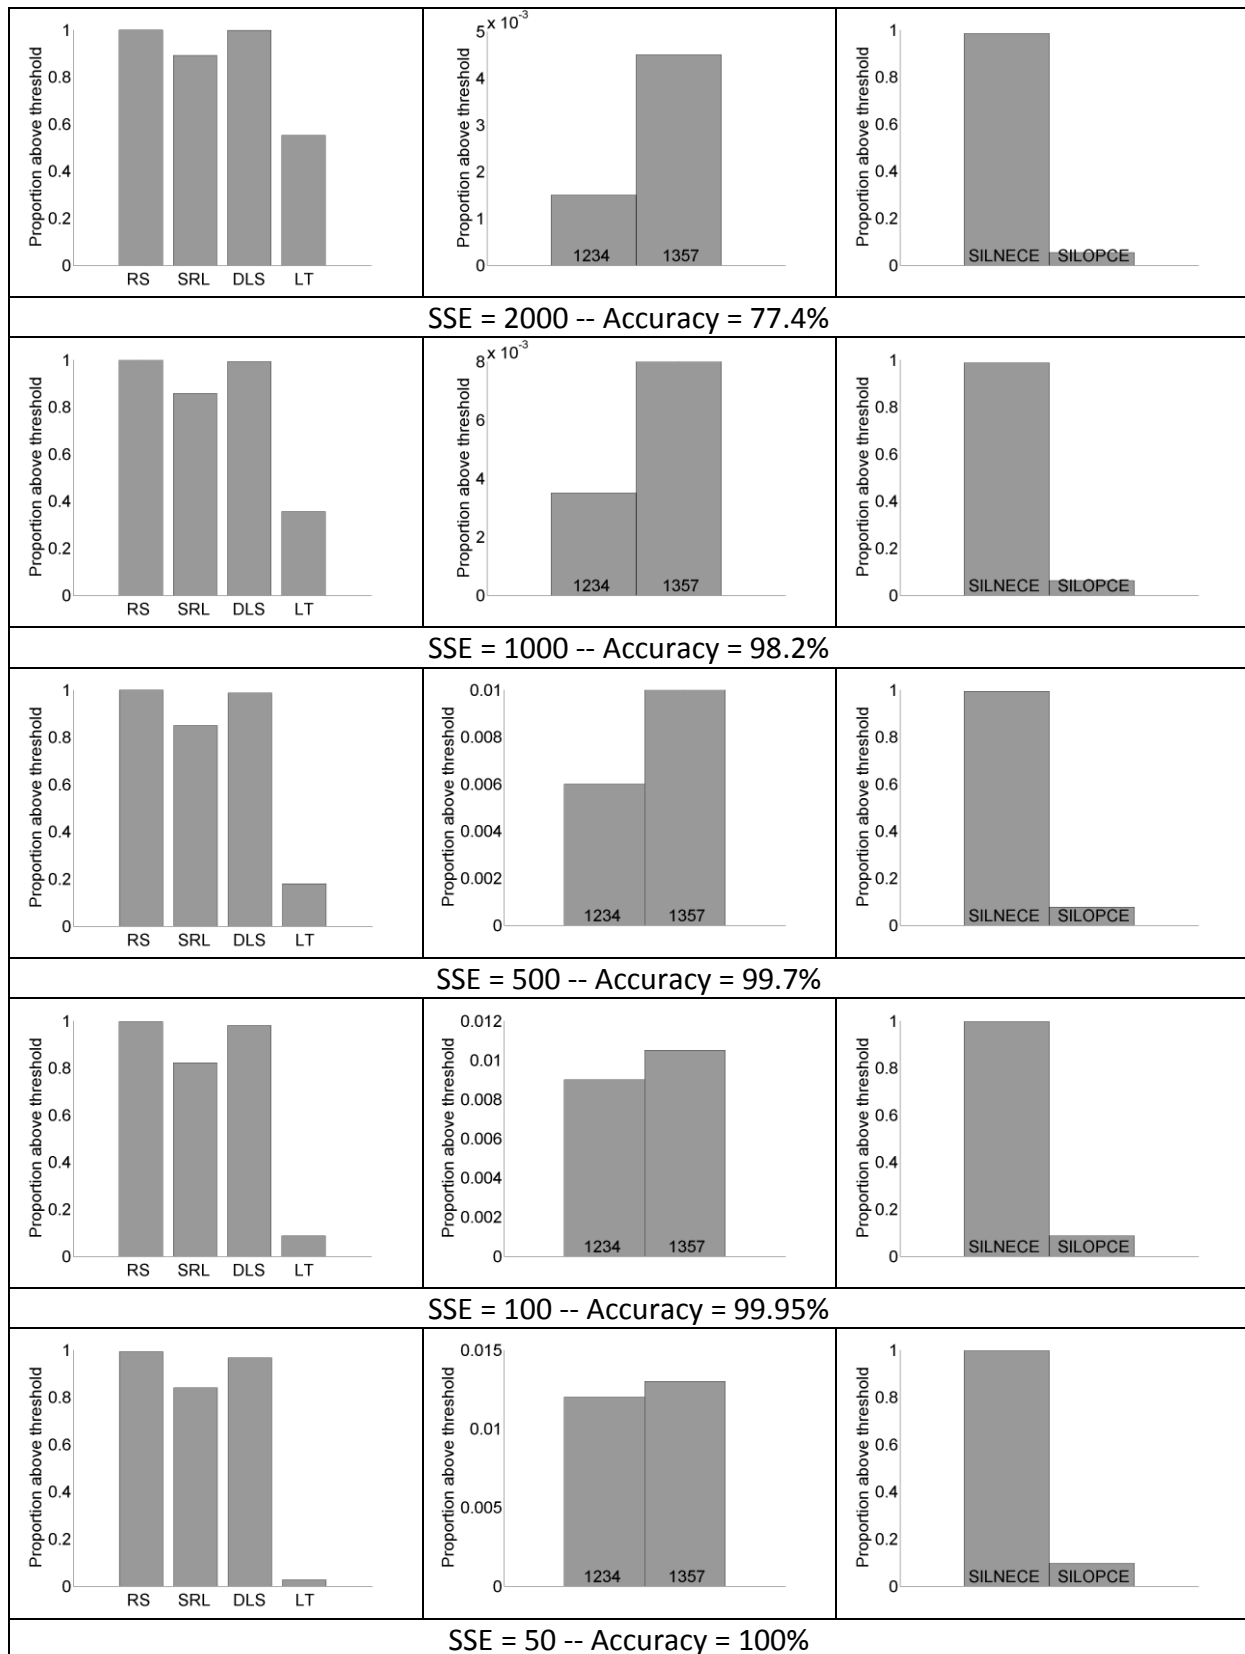 Proportion above threshold
1
0.8
0.6
0.4
0.2
0
RS SRL DLS LT
Proportion above threshold
x 10-3
5
4
3
2
1
0
1234 1357
Proportion above threshold
1
0.8
0.6
0.4
0.2
0
SILNECE SILOPCE
SSE = 2000 -- Accuracy = 77.4%
Proportion above threshold
1
0.8
0.6
0.4
0.2
0
RS SRL DLS LT
Proportion above threshold
x 10-3
8
6
4
2
0
1234 1357
Proportion above threshold
1
0.8
0.6
0.4
0.2
0
SILNECE SILOPCE
SSE = 1000 -- Accuracy = 98.2%
Proportion above threshold
1
0.8
0.6
0.4
0.2
0
RS SRL DLS LT
Proportion above threshold
0.01
0.008
0.006
0.004
0.002
0
1234 1357
Proportion above threshold
1
0.8
0.6
0.4
0.2
0
SILNECE SILOPCE
SSE = 500 -- Accuracy = 99.7%
Proportion above threshold
1
0.8
0.6
0.4
0.2
0
RS SRL DLS LT
Proportion above threshold
0.012
0.01
0.008
0.006
0.004
0.002
0
1234 1357
Proportion above threshold
1
0.8
0.6
0.4
0.2
0
SILNECE SILOPCE
SSE = 100 -- Accuracy = 99.95%
Proportion above threshold
1
0.8
0.6
0.4
0.2
0
RS SRL DLS LT
Proportion above threshold
0.015
0.01
0.005
0
1234 1357
Proportion above threshold
1
0.8
0.6
0.4
0.2
0
SILNECE SILOPCE
SSE = 50 -- Accuracy = 100%